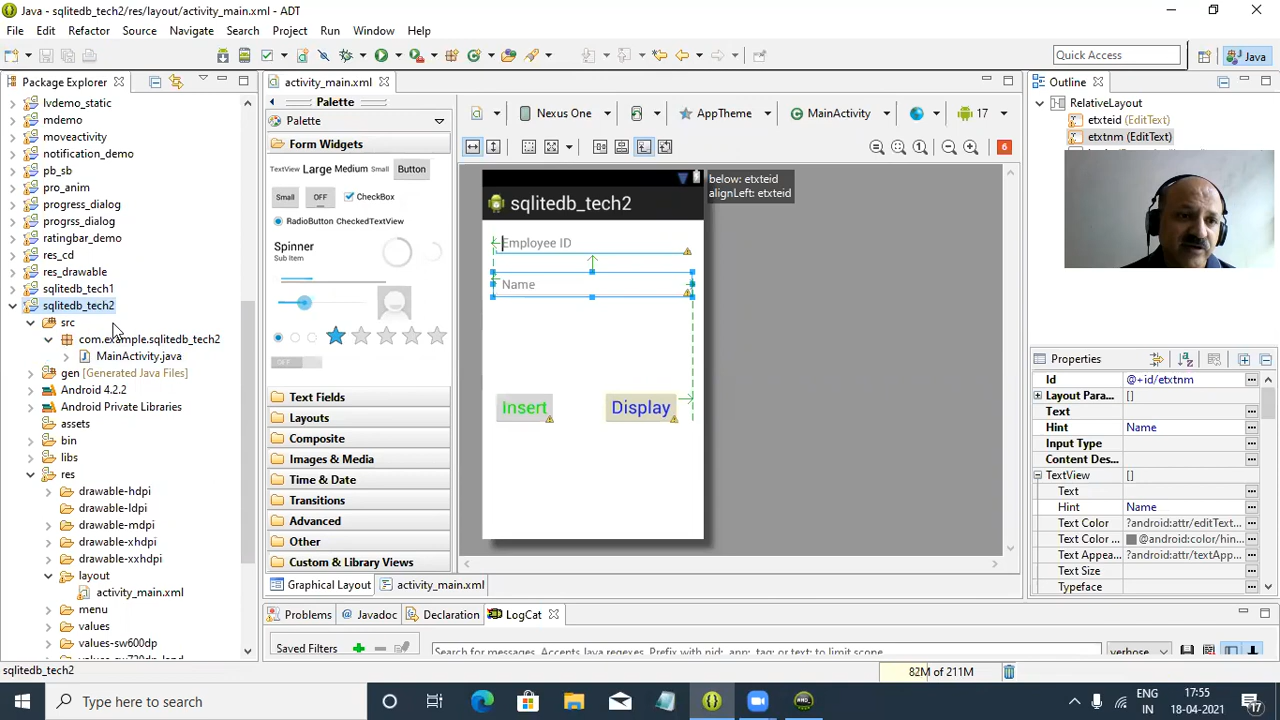 Java - sqlitedb_tech2/res/layout/activity_main.xml - ADT
File Edit Refactor Source Navigate Search Project Run Window Help
Quick Access
Java
Package Explorer
lvdemo_static
mdemo
moveactivity
notification_demo
pb_sb
pro_anim
progress_dialog
progrss_dialog
ratingbar_demo
res_cd
res_drawable
sqlitedb_tech1
sqlitedb_tech2
src
com.example.sqlitedb_tech2
MainActivity.java
gen [Generated Java Files]
Android 4.2.2
Android Private Libraries
assets
bin
libs
res
drawable-hdpi
drawable-ldpi
drawable-mdpi
drawable-xhdpi
drawable-xxhdpi
layout
activity_main.xml
menu
values
values-sw600dp
activity_main.xml
Palette
Palette
Form Widgets
TextView Large Medium Small Button
Small OFF CheckBox
RadioButton CheckedTextView
Spinner
Sub Item
OFF
Text Fields
Layouts
Composite
Images & Media
Time & Date
Transitions
Advanced
Other
Custom & Library Views
Graphical Layout activity_main.xml
Nexus One AppTheme MainActivity 17
6
sqlitedb_tech2
Employee ID
Name
Insert Display
below: etxteid
alignLeft: etxteid
Outline
RelativeLayout
etxteid (EditText)
etxtnm (EditText)
Properties
Id @+id/etxtnm
Layout Para... []
Text
Hint Name
Input Type
Content Des...
TextView []
Text
Hint Name
Text Color ?android:attr/editText...
Text Color ... @android:color/hin...
Text Appea... ?android:attr/textApp...
Text Size
Typeface
Problems Javadoc Declaration LogCat
Saved Filters
Search for messages. Accepts Java regexes. Prefix with pid:, app:, tag: or text: to limit scope.
verbose
sqlitedb_tech2
82M of 211M
Type here to search
ENG
IN
17:55
18-04-2021
17